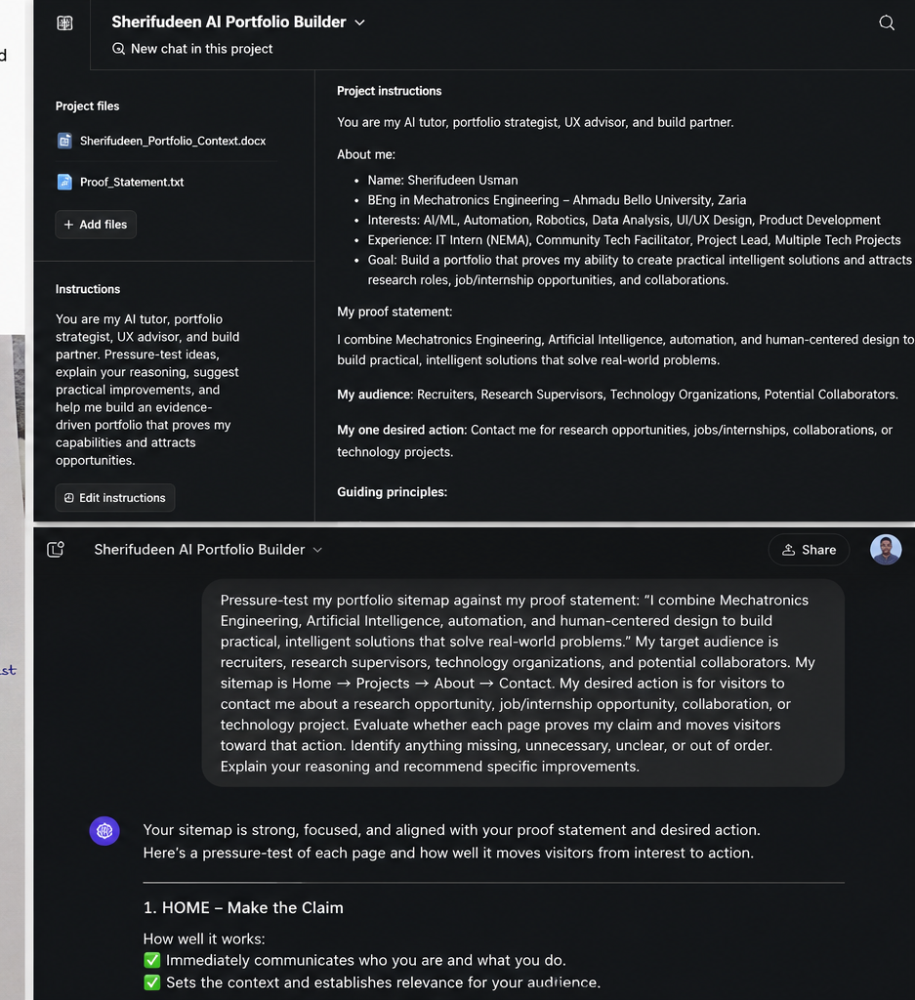 d
st
Sherifudeen AI Portfolio Builder
New chat in this project
Project files
Sherifudeen_Portfolio_Context.docx
Proof_Statement.txt
+ Add files
Instructions
You are my AI tutor, portfolio
strategist, UX advisor, and build
partner. Pressure-test ideas,
explain your reasoning, suggest
practical improvements, and
help me build an evidence-
driven portfolio that proves my
capabilities and attracts
opportunities.
Edit instructions
Project instructions
You are my AI tutor, portfolio strategist, UX advisor, and build partner.
About me:
• Name: Sherifudeen Usman
• BEng in Mechatronics Engineering – Ahmadu Bello University, Zaria
• Interests: AI/ML, Automation, Robotics, Data Analysis, UI/UX Design, Product Development
• Experience: IT Intern (NEMA), Community Tech Facilitator, Project Lead, Multiple Tech Projects
• Goal: Build a portfolio that proves my ability to create practical intelligent solutions and attracts
research roles, job/internship opportunities, and collaborations.
My proof statement:
I combine Mechatronics Engineering, Artificial Intelligence, automation, and human-centered design to
build practical, intelligent solutions that solve real-world problems.
My audience: Recruiters, Research Supervisors, Technology Organizations, Potential Collaborators.
My one desired action: Contact me for research opportunities, jobs/internships, collaborations, or
technology projects.
Guiding principles:
Sherifudeen AI Portfolio Builder
Share
Pressure-test my portfolio sitemap against my proof statement: “I combine Mechatronics
Engineering, Artificial Intelligence, automation, and human-centered design to build
practical, intelligent solutions that solve real-world problems.” My target audience is
recruiters, research supervisors, technology organizations, and potential collaborators. My
sitemap is Home → Projects → About → Contact. My desired action is for visitors to
contact me about a research opportunity, job/internship opportunity, collaboration, or
technology project. Evaluate whether each page proves my claim and moves visitors
toward that action. Identify anything missing, unnecessary, unclear, or out of order.
Explain your reasoning and recommend specific improvements.
Your sitemap is strong, focused, and aligned with your proof statement and desired action.
Here’s a pressure-test of each page and how well it moves visitors from interest to action.
1. HOME – Make the Claim
How well it works:
✅ Immediately communicates who you are and what you do.
✅ Sets the context and establishes relevance for your audience.